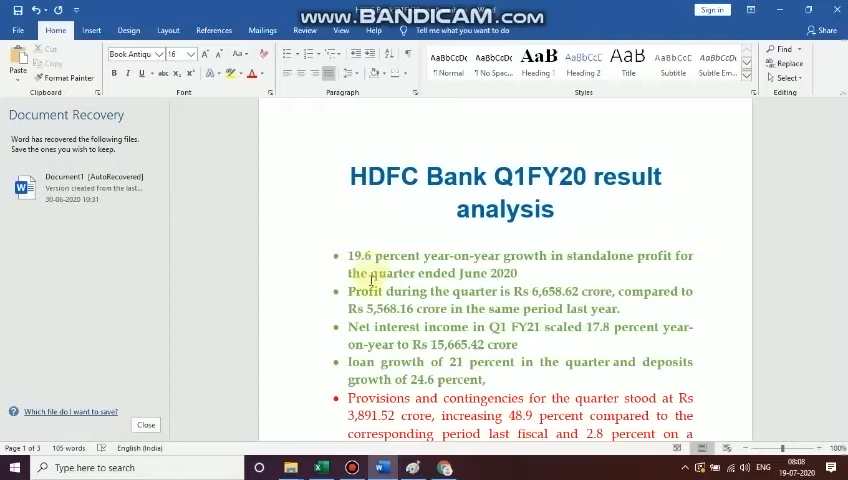 www.BANDICAM.com
Sign in
File Home Insert Design Layout References Mailings Review View Help Tell me what you want to do Share
Paste
Cut
Copy
Format Painter
Clipboard
Book Antiqu 16
Font
Paragraph
AaBbCcDc AaBbCcDc AaB AaBbCcD AaB AaBbCcD AaBbCcDc
¶ Normal ¶ No Spac... Heading 1 Heading 2 Title Subtitle Subtle Em...
Styles
Find
Replace
Select
Editing
Document Recovery
Word has recovered the following files.
Save the ones you wish to keep.
Document1 [AutoRecovered]
Version created from the last...
30-06-2020 10:31
Which file do I want to save?
Close
HDFC Bank Q1FY20 result
analysis
• 19.6 percent year-on-year growth in standalone profit for
the quarter ended June 2020
• Profit during the quarter is Rs 6,658.62 crore, compared to
Rs 5,568.16 crore in the same period last year.
• Net interest income in Q1 FY21 scaled 17.8 percent year-
on-year to Rs 15,665.42 crore
• loan growth of 21 percent in the quarter and deposits
growth of 24.6 percent,
• Provisions and contingencies for the quarter stood at Rs
3,891.52 crore, increasing 48.9 percent compared to the
corresponding period last fiscal and 2.8 percent on a
Page 1 of 3 105 words English (India) 100%
Type here to search
ENG
08:08
19-07-2020